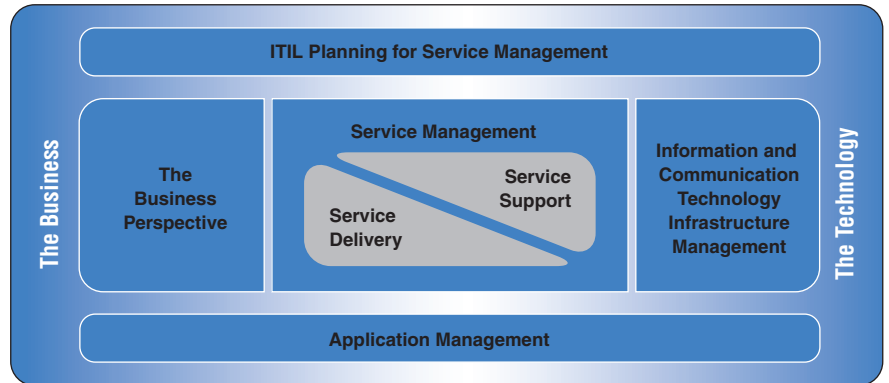 ITIL Planning for Service Management
The Business
The
Business
Perspective
Service Management
Service
Support
Service
Delivery
Information and
Communication
Technology
Infrastructure
Management
The Technology
Application Management